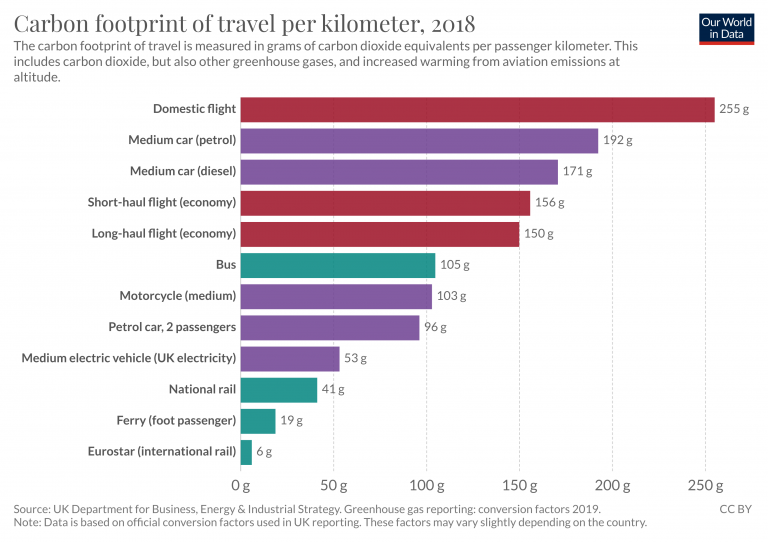 Carbon footprint of travel per kilometer, 2018
Our World
in Data
The carbon footprint of travel is measured in grams of carbon dioxide equivalents per passenger kilometer. This
includes carbon dioxide, but also other greenhouse gases, and increased warming from aviation emissions at
altitude.
Domestic flight 255 g
Medium car (petrol) 192 g
Medium car (diesel) 171 g
Short-haul flight (economy) 156 g
Long-haul flight (economy) 150 g
Bus 105 g
Motorcycle (medium) 103 g
Petrol car, 2 passengers 96 g
Medium electric vehicle (UK electricity) 53 g
National rail 41 g
Ferry (foot passenger) 19 g
Eurostar (international rail) 6 g
0 g 50 g 100 g 150 g 200 g 250 g
Source: UK Department for Business, Energy & Industrial Strategy. Greenhouse gas reporting: conversion factors 2019. CC BY
Note: Data is based on official conversion factors used in UK reporting. These factors may vary slightly depending on the country.